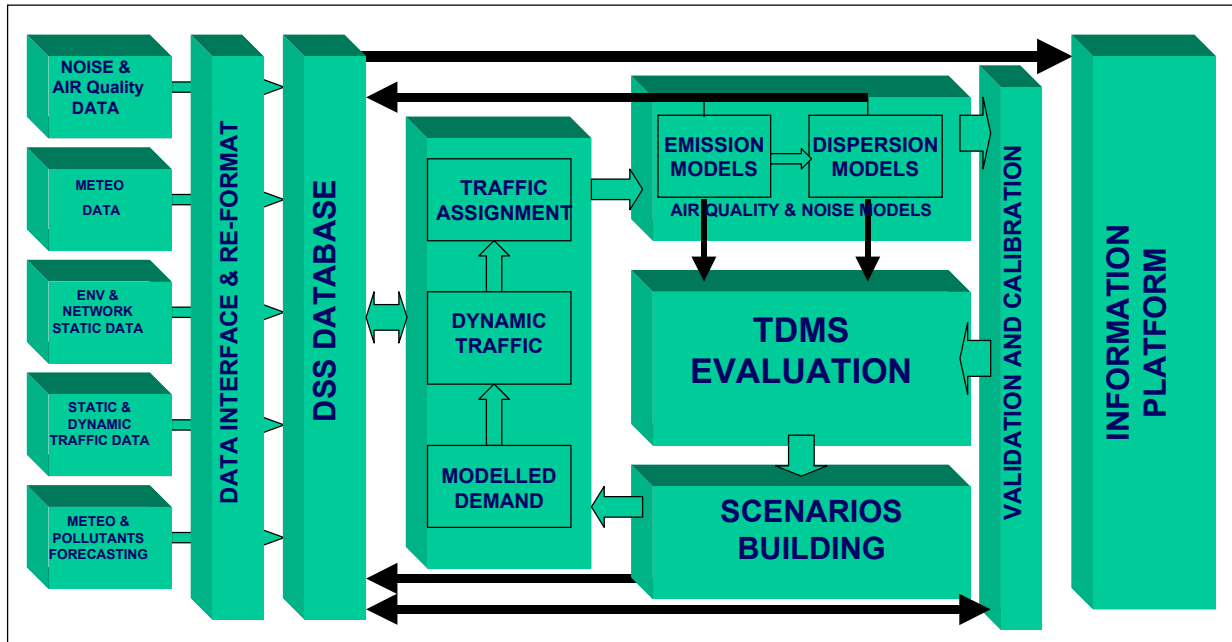 NOISE &
AIR Quality
DATA
METEO
DATA
ENV &
NETWORK
STATIC DATA
STATIC &
DYNAMIC
TRAFFIC DATA
METEO &
POLLUTANTS
FORECASTING
DATA INTERFACE & RE-FORMAT
DSS DATABASE
TRAFFIC
ASSIGNMENT
DYNAMIC
TRAFFIC
MODELLED
DEMAND
EMISSION
MODELS
DISPERSION
MODELS
AIR QUALITY & NOISE MODELS
TDMS
EVALUATION
SCENARIOS
BUILDING
VALIDATION AND CALIBRATION
INFORMATION
PLATFORM